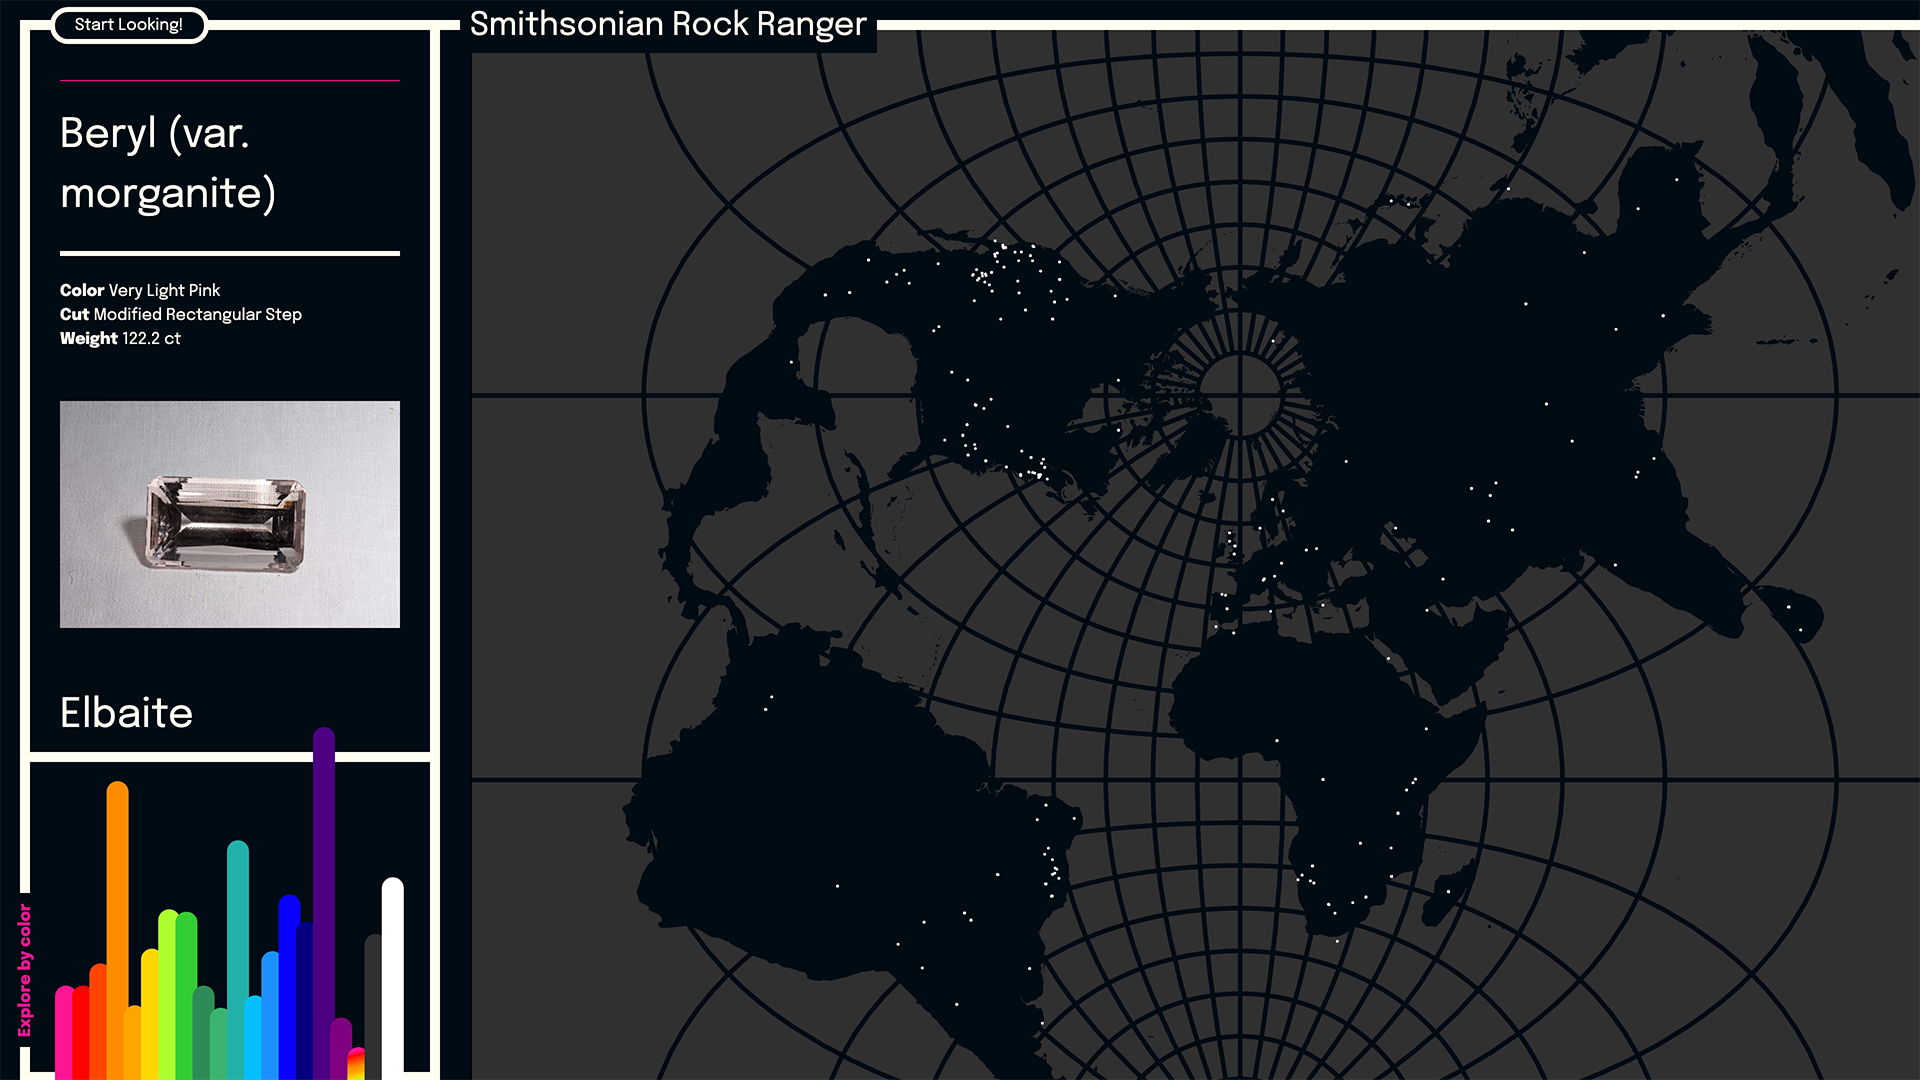 Start Looking!
Smithsonian Rock Ranger
Beryl (var.
morganite)
Color Very Light Pink
Cut Modified Rectangular Step
Weight 122.2 ct
Elbaite
Explore by color